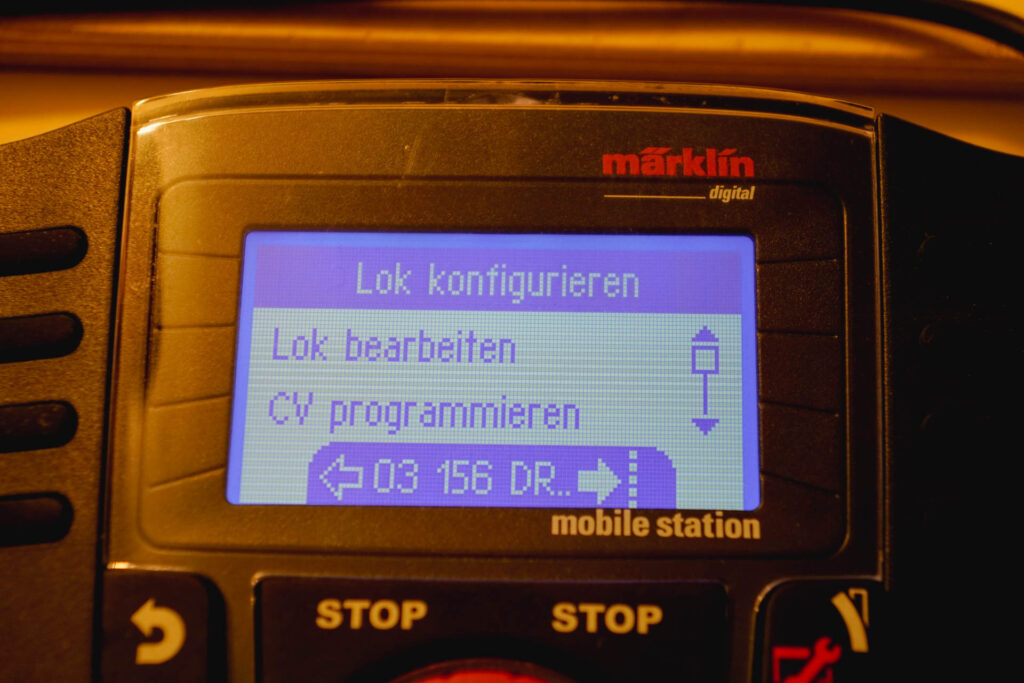 märklin
digital
Lok konfigurieren
Lok bearbeiten
CV programmieren
03 156 DR..
mobile station
STOP STOP